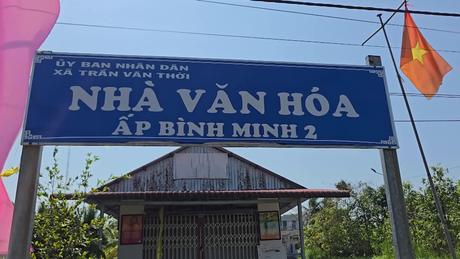 ỦY BAN NHÂN DÂN
XÃ TRẦN VĂN THỜI
NHÀ VĂN HÓA
ẤP BÌNH MINH 2